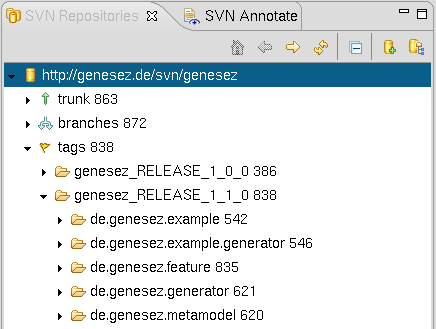 SVN Repositories SVN Annotate
http://genesez.de/svn/genesez
trunk 863
branches 872
tags 838
genesez_RELEASE_1_0_0 386
genesez_RELEASE_1_1_0 838
de.genesez.example 542
de.genesez.example.generator 546
de.genesez.feature 835
de.genesez.generator 621
de.genesez.metamodel 620